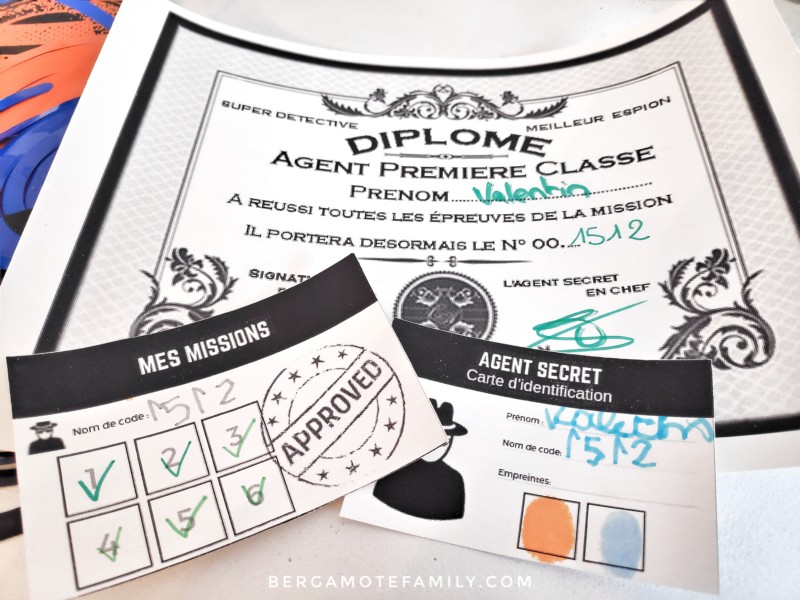 SUPER DETECTIVE
MEILLEUR ESPION
DIPLOME
AGENT PREMIERE CLASSE
PRENOM......Valentin......
A REUSSI TOUTES LES ÉPREUVES DE LA MISSION
IL PORTERA DESORMAIS LE N° 00...1512
SIGNAT
L'AGENT SECRET
EN CHEF
MES MISSIONS
Nom de code: 1512
1 2 3
4 5 6
APPROVED
AGENT SECRET
Carte d'identification
Prénom: Valentin
Nom de code: 1512
Empreintes:
BERGAMOTEFAMILY.COM